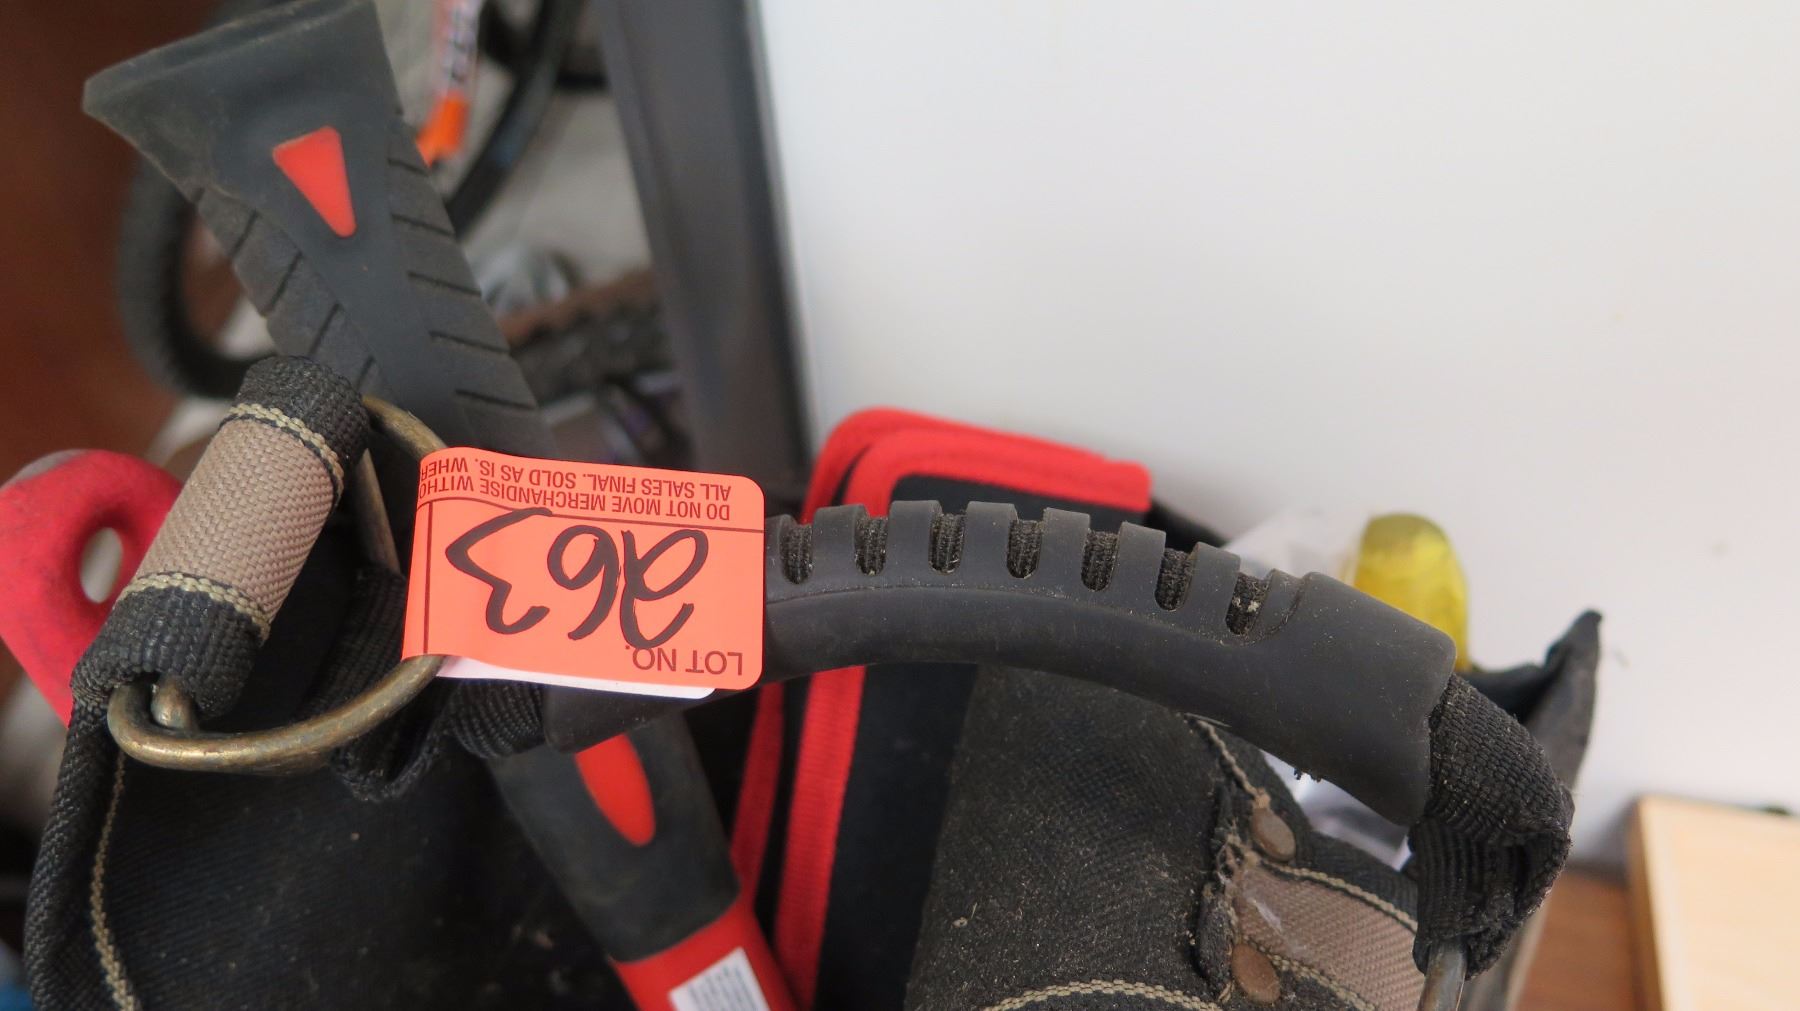 LOT NO.
263
DO NOT MOVE MERCHANDISE WITHO
ALL SALES FINAL. SOLD AS IS. WHER